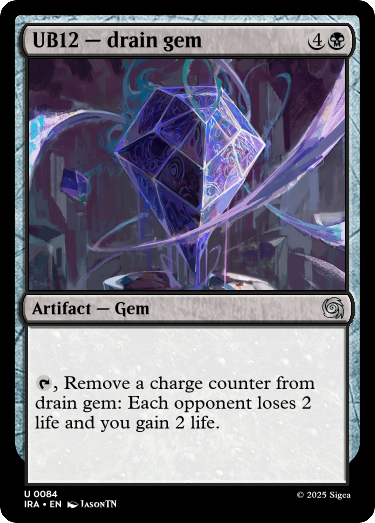 UB12 — drain gem 4
Artifact — Gem
, Remove a charge counter from
drain gem: Each opponent loses 2
life and you gain 2 life.
U 0084
IRA • EN JASONTN
© 2025 Sigea